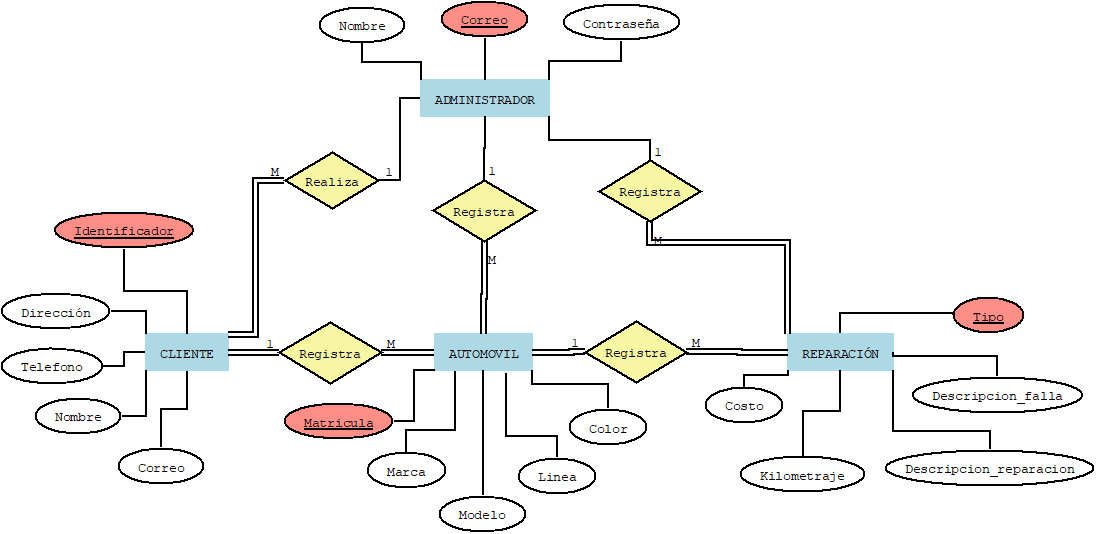 Nombre
Correo
Contraseña
ADMINISTRADOR
M
Realiza
1
1
1
Registra
Registra
M
M
Identificador
Dirección
CLIENTE
Telefono
Nombre
Correo
1
Registra
M
AUTOMOVIL
1
Registra
M
REPARACIÓN
Tipo
Matricula
Marca
Modelo
Linea
Color
Costo
Kilometraje
Descripcion_falla
Descripcion_reparacion